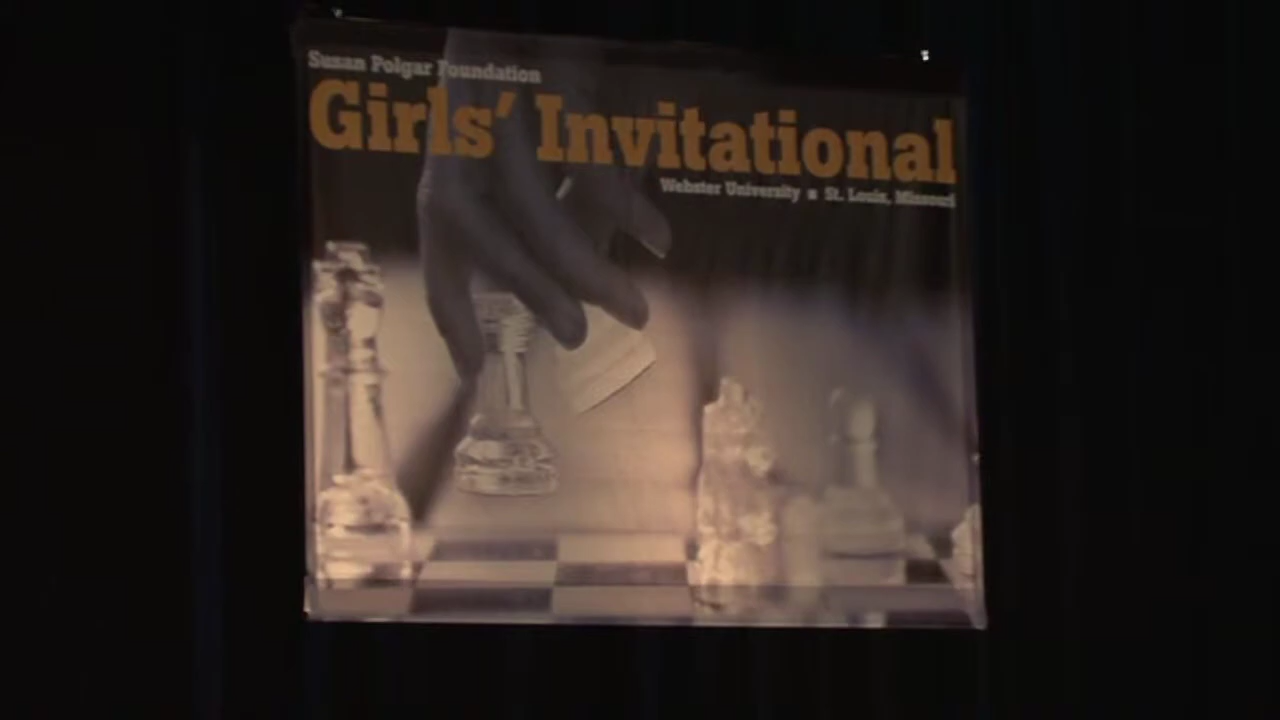 Susan Polgar Foundation
Girls' Invitational
Webster University ■ St. Louis, Missouri